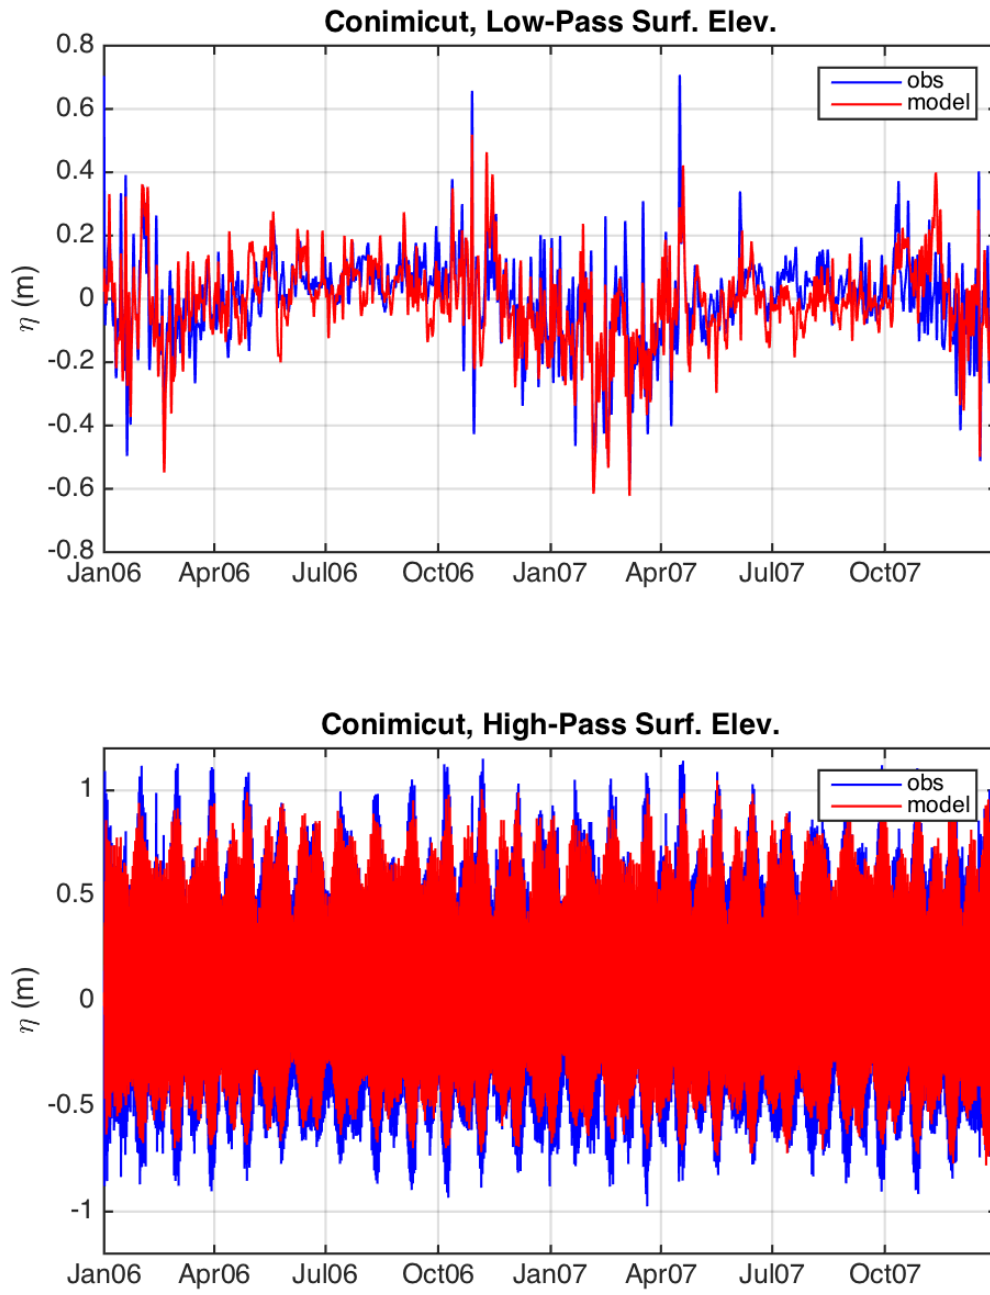 Conimicut, Low-Pass Surf. Elev.
0.8
0.6
0.4
0.2
0
-0.2
-0.4
-0.6
-0.8
η (m)
obs
model
Jan06 Apr06 Jul06 Oct06 Jan07 Apr07 Jul07 Oct07
Conimicut, High-Pass Surf. Elev.
1
0.5
0
-0.5
-1
η (m)
obs
model
Jan06 Apr06 Jul06 Oct06 Jan07 Apr07 Jul07 Oct07